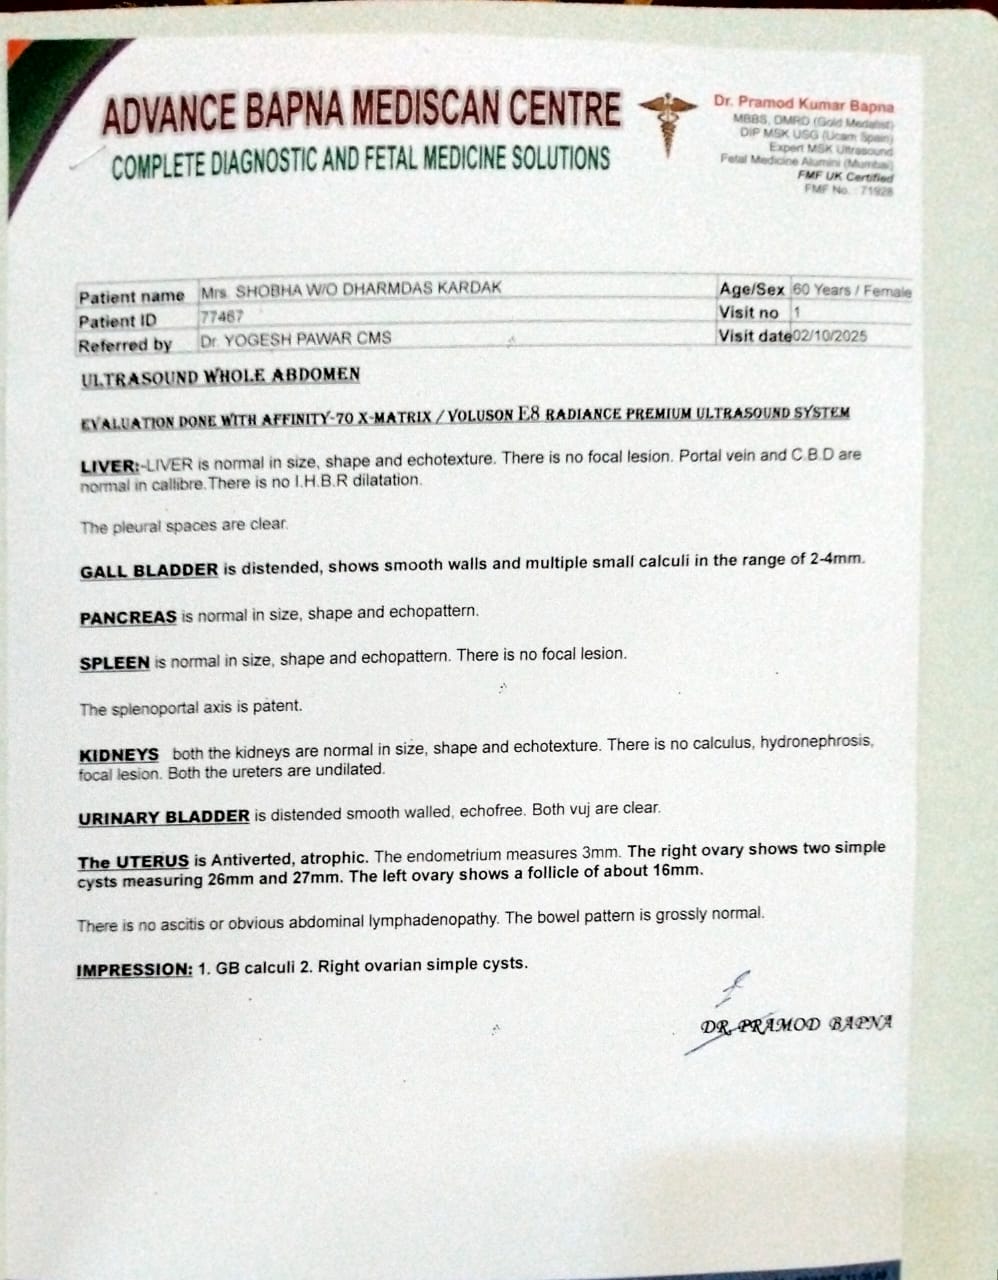 ADVANCE BAPNA MEDISCAN CENTRE
COMPLETE DIAGNOSTIC AND FETAL MEDICINE SOLUTIONS
Dr. Pramod Kumar Bapna
MBBS, DMRD (Gold Medalist)
DIP MSK USG (Ucam Spain)
Expert MSK Ultrasound
Fetal Medicine Alumini (Mumbai)
FMF UK Certified
FMF No. : 71928
Patient name Mrs. SHOBHA W/O DHARMDAS KARDAK Age/Sex 60 Years / Female
Patient ID 77467 Visit no 1
Referred by Dr. YOGESH PAWAR CMS Visit date 02/10/2025
ULTRASOUND WHOLE ABDOMEN
EVALUATION DONE WITH AFFINITY-70 X-MATRIX / VOLUSON E8 RADIANCE PREMIUM ULTRASOUND SYSTEM
LIVER:-LIVER is normal in size, shape and echotexture. There is no focal lesion. Portal vein and C.B.D are
normal in callibre.There is no I.H.B.R dilatation.
The pleural spaces are clear.
GALL BLADDER is distended, shows smooth walls and multiple small calculi in the range of 2-4mm.
PANCREAS is normal in size, shape and echopattern.
SPLEEN is normal in size, shape and echopattern. There is no focal lesion.
The splenoportal axis is patent.
KIDNEYS both the kidneys are normal in size, shape and echotexture. There is no calculus, hydronephrosis,
focal lesion. Both the ureters are undilated.
URINARY BLADDER is distended smooth walled, echofree. Both vuj are clear.
The UTERUS is Antiverted, atrophic. The endometrium measures 3mm. The right ovary shows two simple
cysts measuring 26mm and 27mm. The left ovary shows a follicle of about 16mm.
There is no ascitis or obvious abdominal lymphadenopathy. The bowel pattern is grossly normal.
IMPRESSION: 1. GB calculi 2. Right ovarian simple cysts.
DR. PRAMOD BAPNA